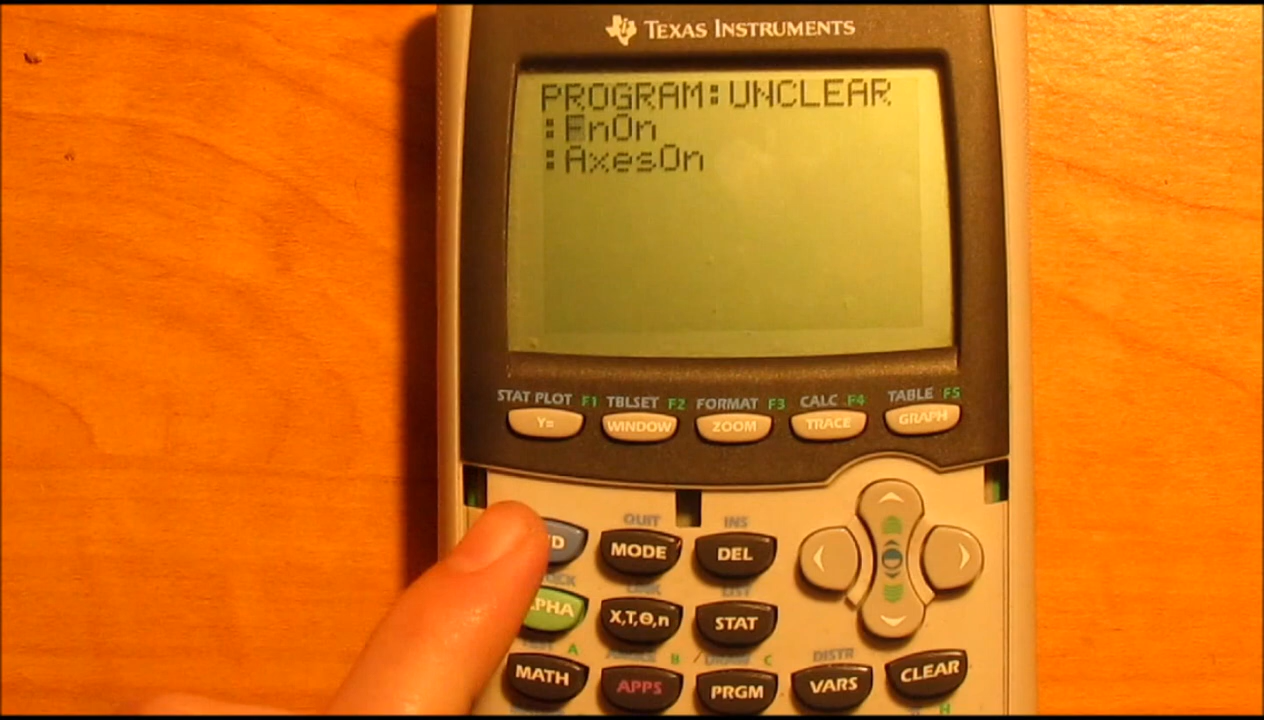 TEXAS INSTRUMENTS
PROGRAM:UNCLEAR
:FnOn
:AxesOn
STAT PLOT F1 TBLSET F2 FORMAT F3 CALC F4 TABLE F5
Y= WINDOW ZOOM TRACE GRAPH
QUIT INS
MODE DEL
LINK LIST
X,T,Θ,n STAT
A B DRAW C DISTR
MATH APPS PRGM VARS CLEAR
H